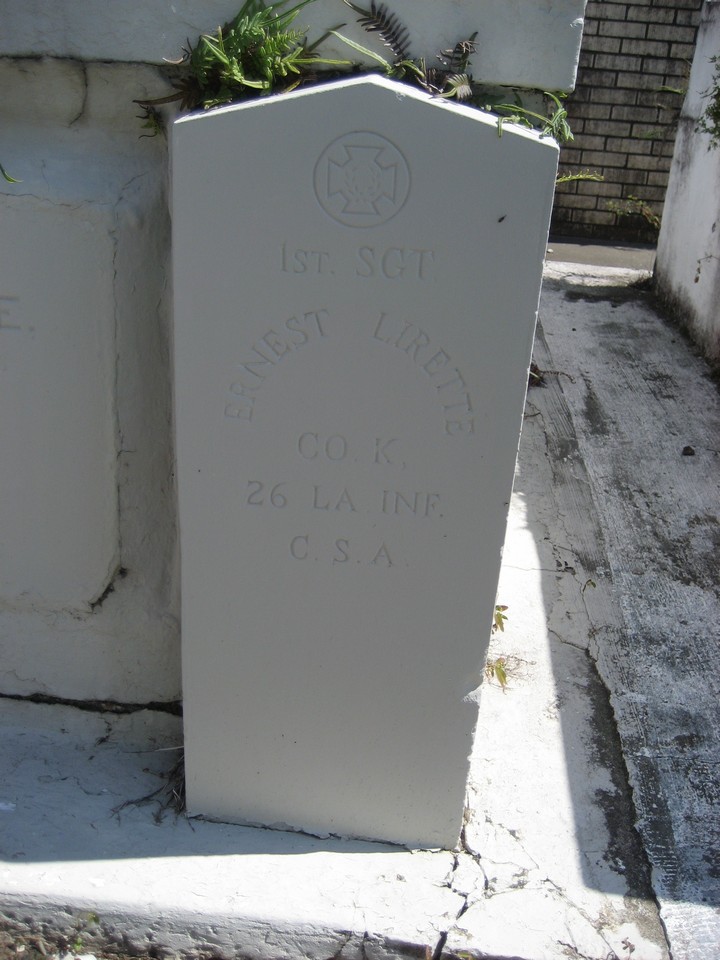 1ST. SGT.
ERNEST LIRETTE
CO. K,
26 LA INF.
C. S. A.
E.